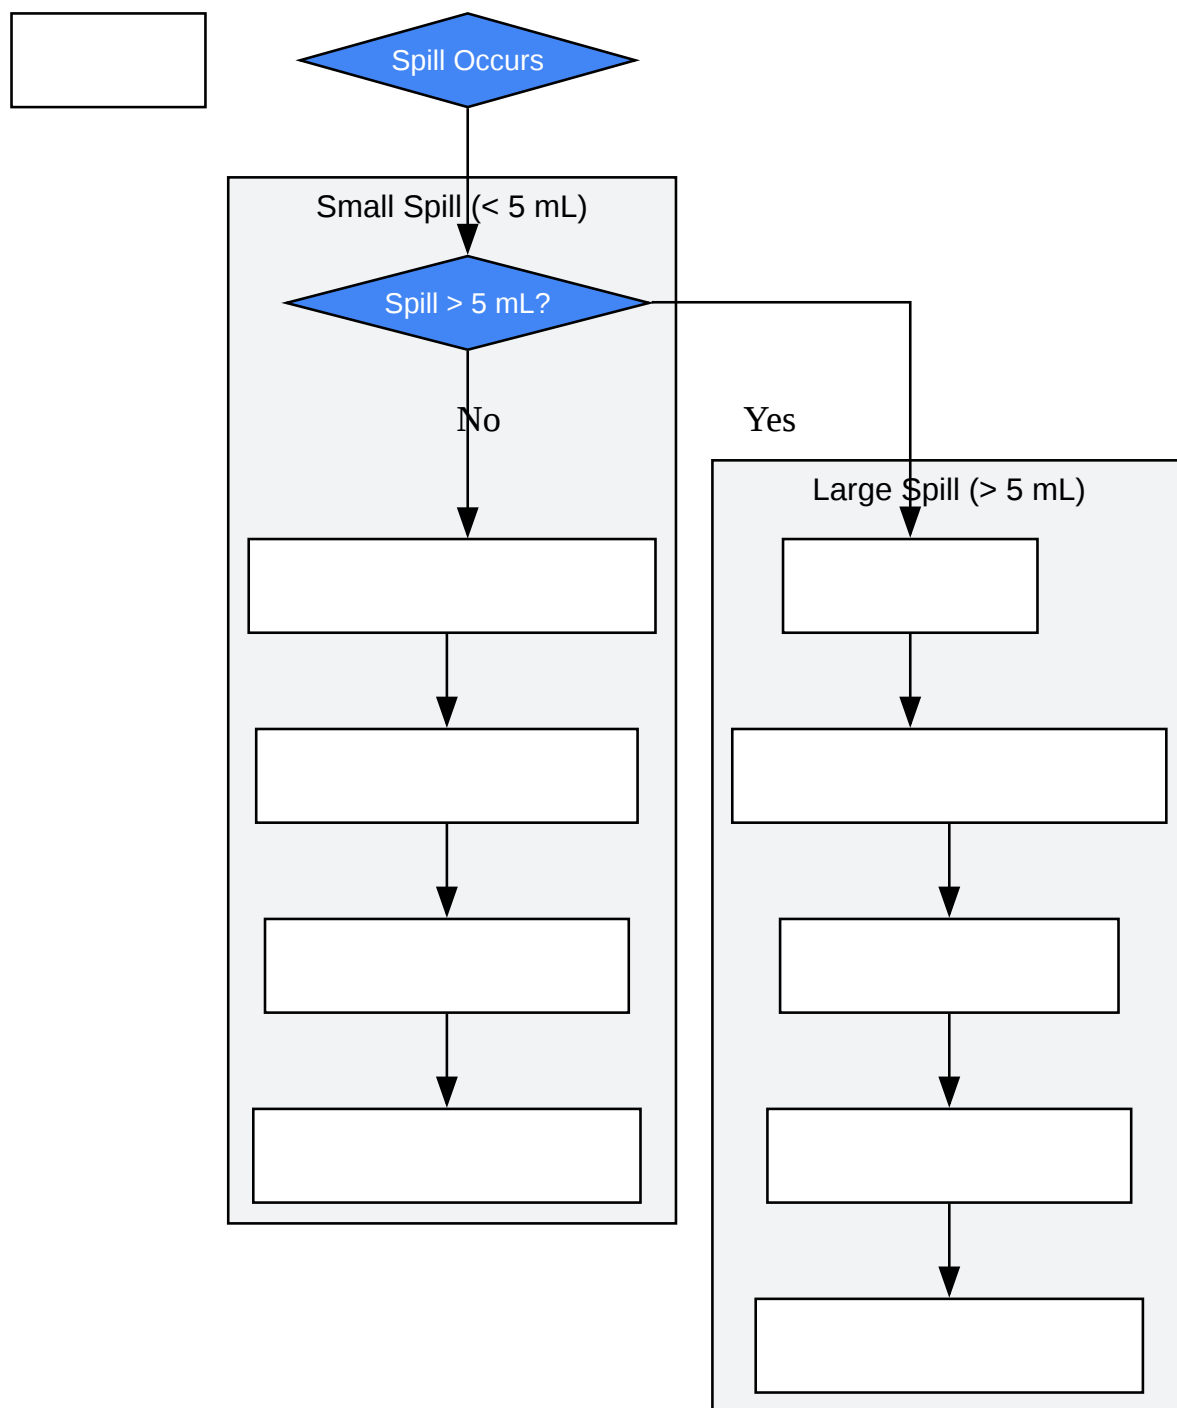 Spill Occurs
Small Spill (< 5 mL)
Spill > 5 mL?
No
Yes
Large Spill (> 5 mL)